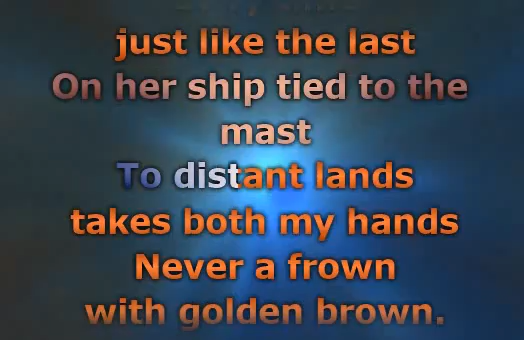 just like the last
On her ship tied to the
mast
To distant lands
takes both my hands
Never a frown
with golden brown.